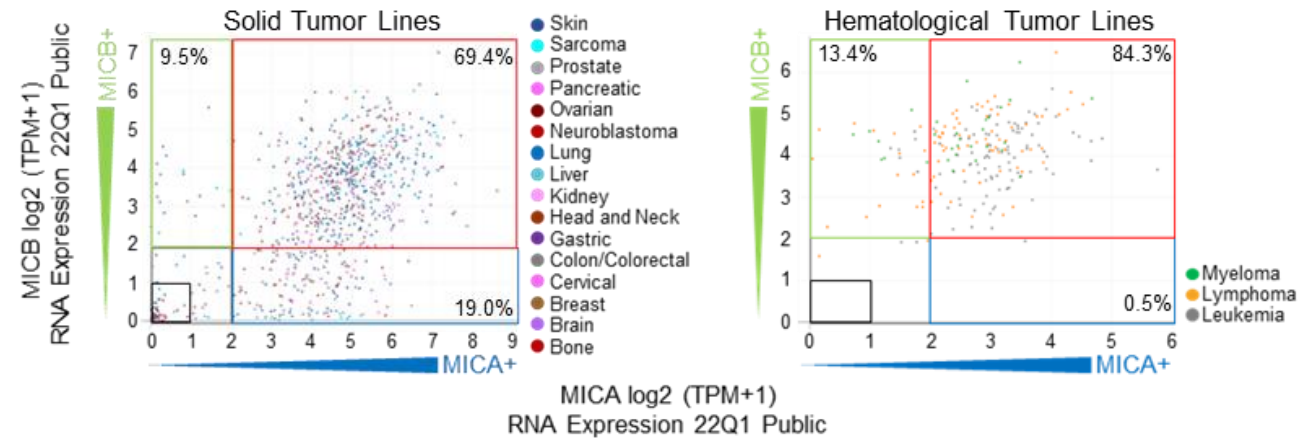 Solid Tumor Lines
MICB log2 (TPM+1)
RNA Expression 22Q1 Public
MICB+
7
6
5
4
3
2
1
0
9.5%
69.4%
19.0%
0 1 2 3 4 5 6 7 8 9
MICA+
Skin
Sarcoma
Prostate
Pancreatic
Ovarian
Neuroblastoma
Lung
Liver
Kidney
Head and Neck
Gastric
Colon/Colorectal
Cervical
Breast
Brain
Bone
Hematological Tumor Lines
MICB+
6
5
4
3
2
1
0
13.4%
84.3%
0.5%
0 1 2 3 4 5 6
MICA+
Myeloma
Lymphoma
Leukemia
MICA log2 (TPM+1)
RNA Expression 22Q1 Public